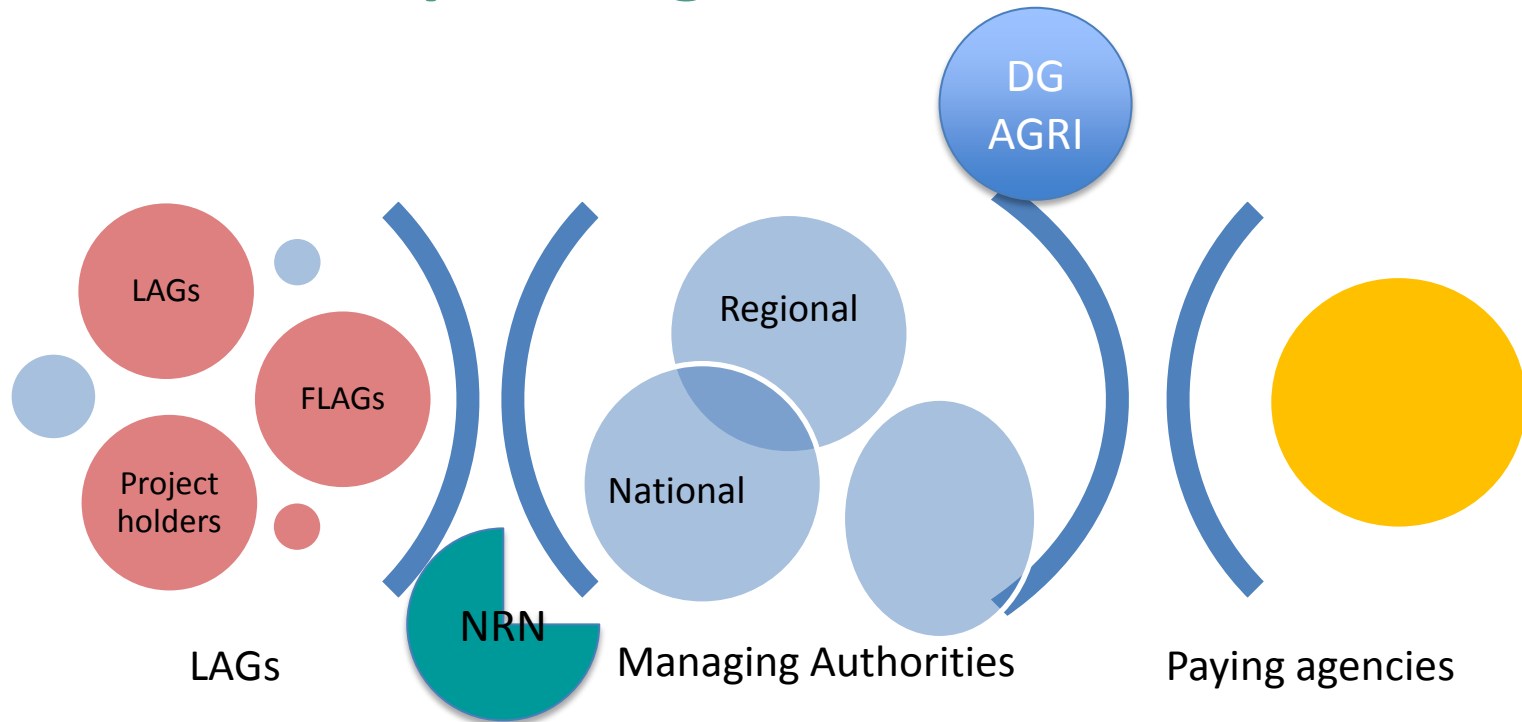 DG
AGRI
LAGs
Regional
FLAGs
Project
holders
National
NRN
LAGs
Managing Authorities
Paying agencies